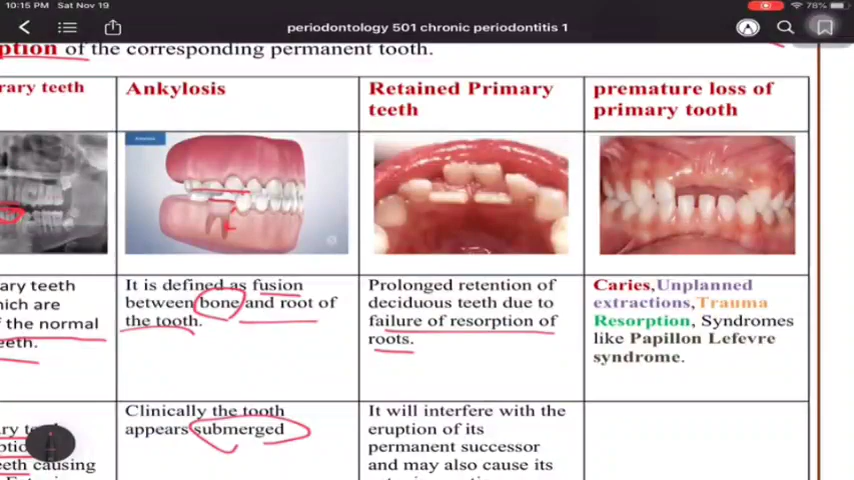 10:15 PM Sat Nov 19
78%
periodontology 501 chronic periodontitis 1
ption of the corresponding permanent tooth.
rary teeth
Ankylosis
Retained Primary
teeth
premature loss of
primary tooth
ary teeth
hich are
f the normal
eeth.
It is defined as fusion
between bone and root of
the tooth.
Prolonged retention of
deciduous teeth due to
failure of resorption of
roots.
Caries,Unplanned
extractions,Trauma
Resorption, Syndromes
like Papillon Lefevre
syndrome.
ary
ptio
eeth causing
Clinically the tooth
appears submerged
It will interfere with the
eruption of its
permanent successor
and may also cause its